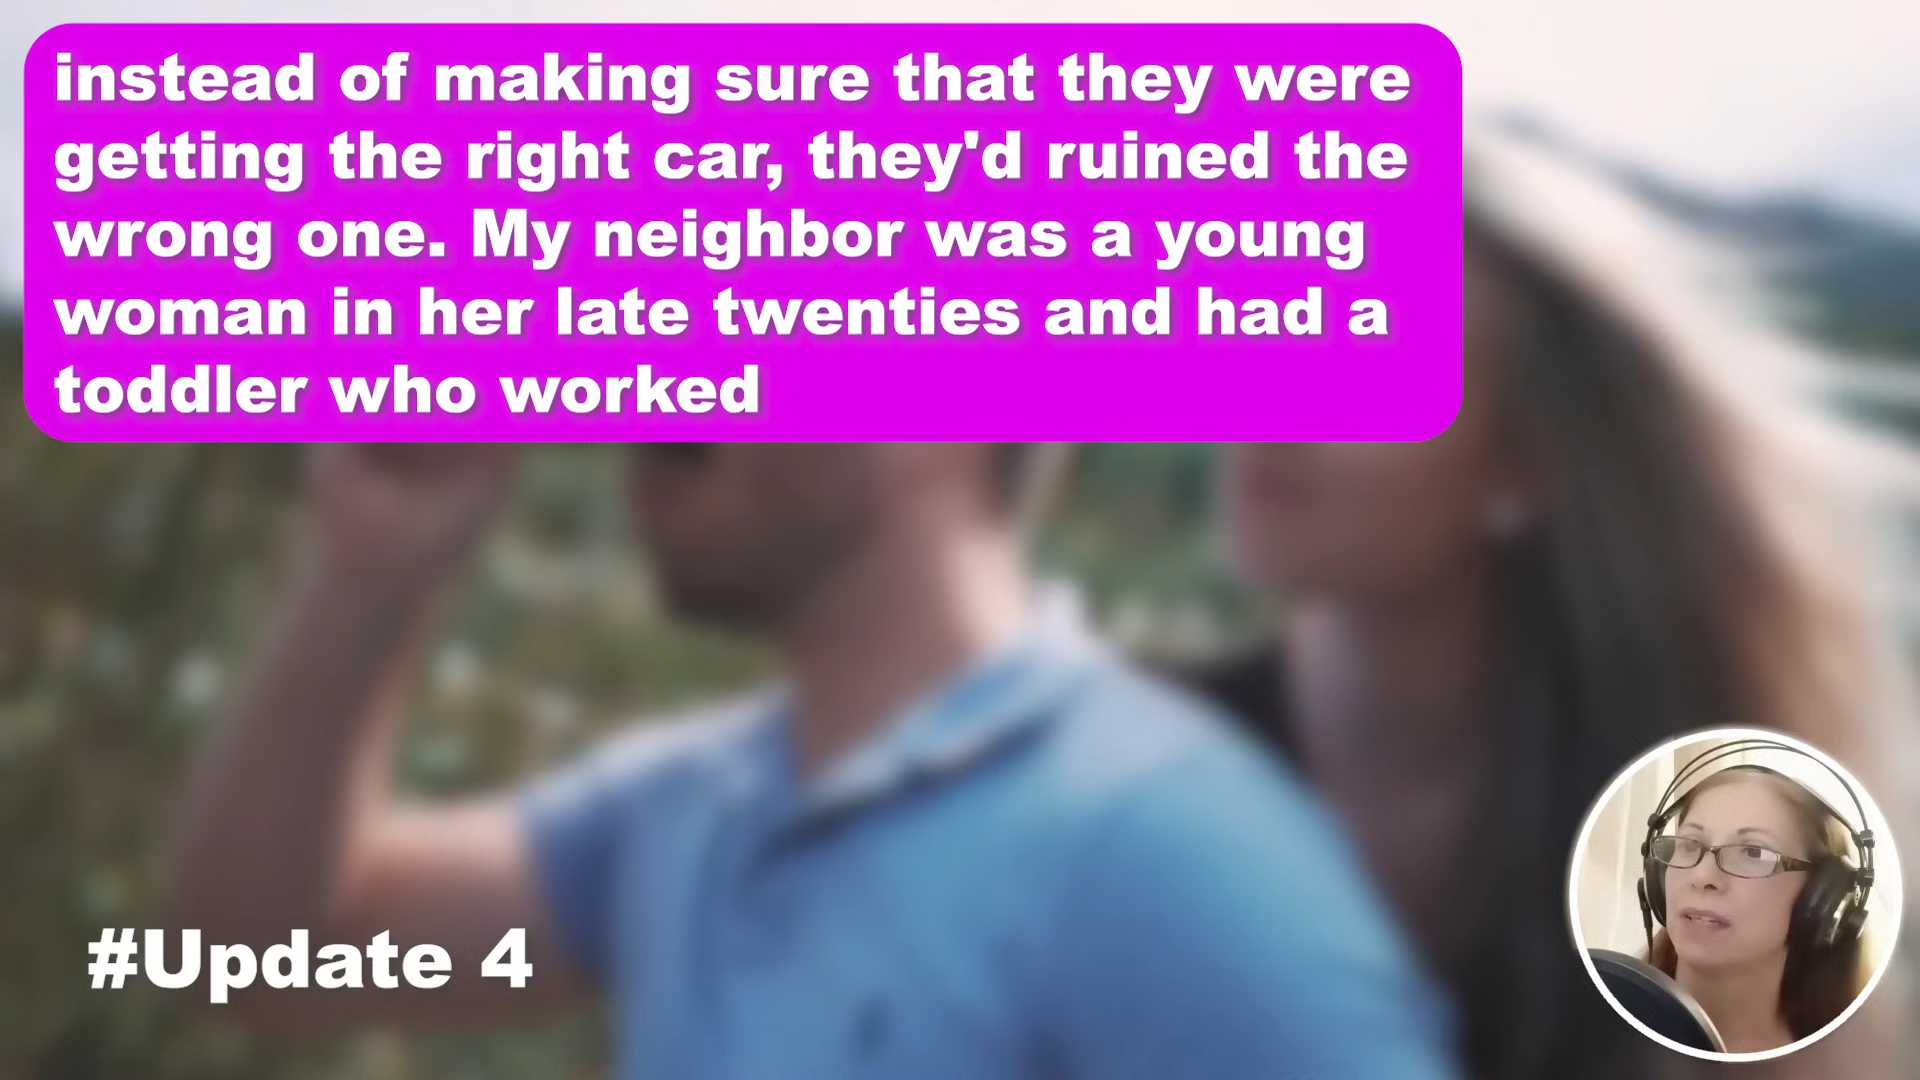 instead of making sure that they were
getting the right car, they'd ruined the
wrong one. My neighbor was a young
woman in her late twenties and had a
toddler who worked
#Update 4